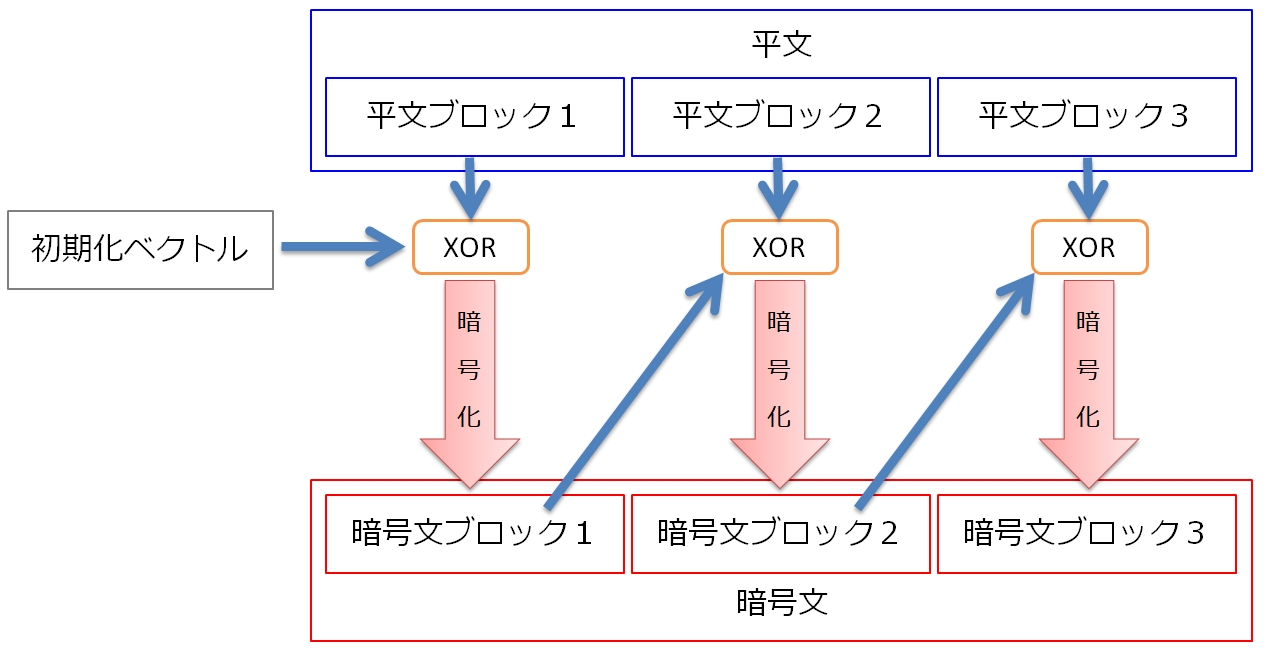 平文
平文ブロック１
平文ブロック２
平文ブロック３
初期化ベクトル
XOR
XOR
XOR
暗号化
暗号化
暗号化
暗号文ブロック１
暗号文ブロック２
暗号文ブロック３
暗号文